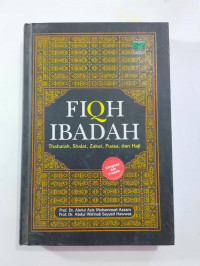 FIQH
IBADAH
Thaharah, Shalat, Zakat, Puasa, dan Haji
Prof. Dr. Abdul Aziz Muhammad Azzam
Prof. Dr. Abdul Wahhab Sayyed Hawwas